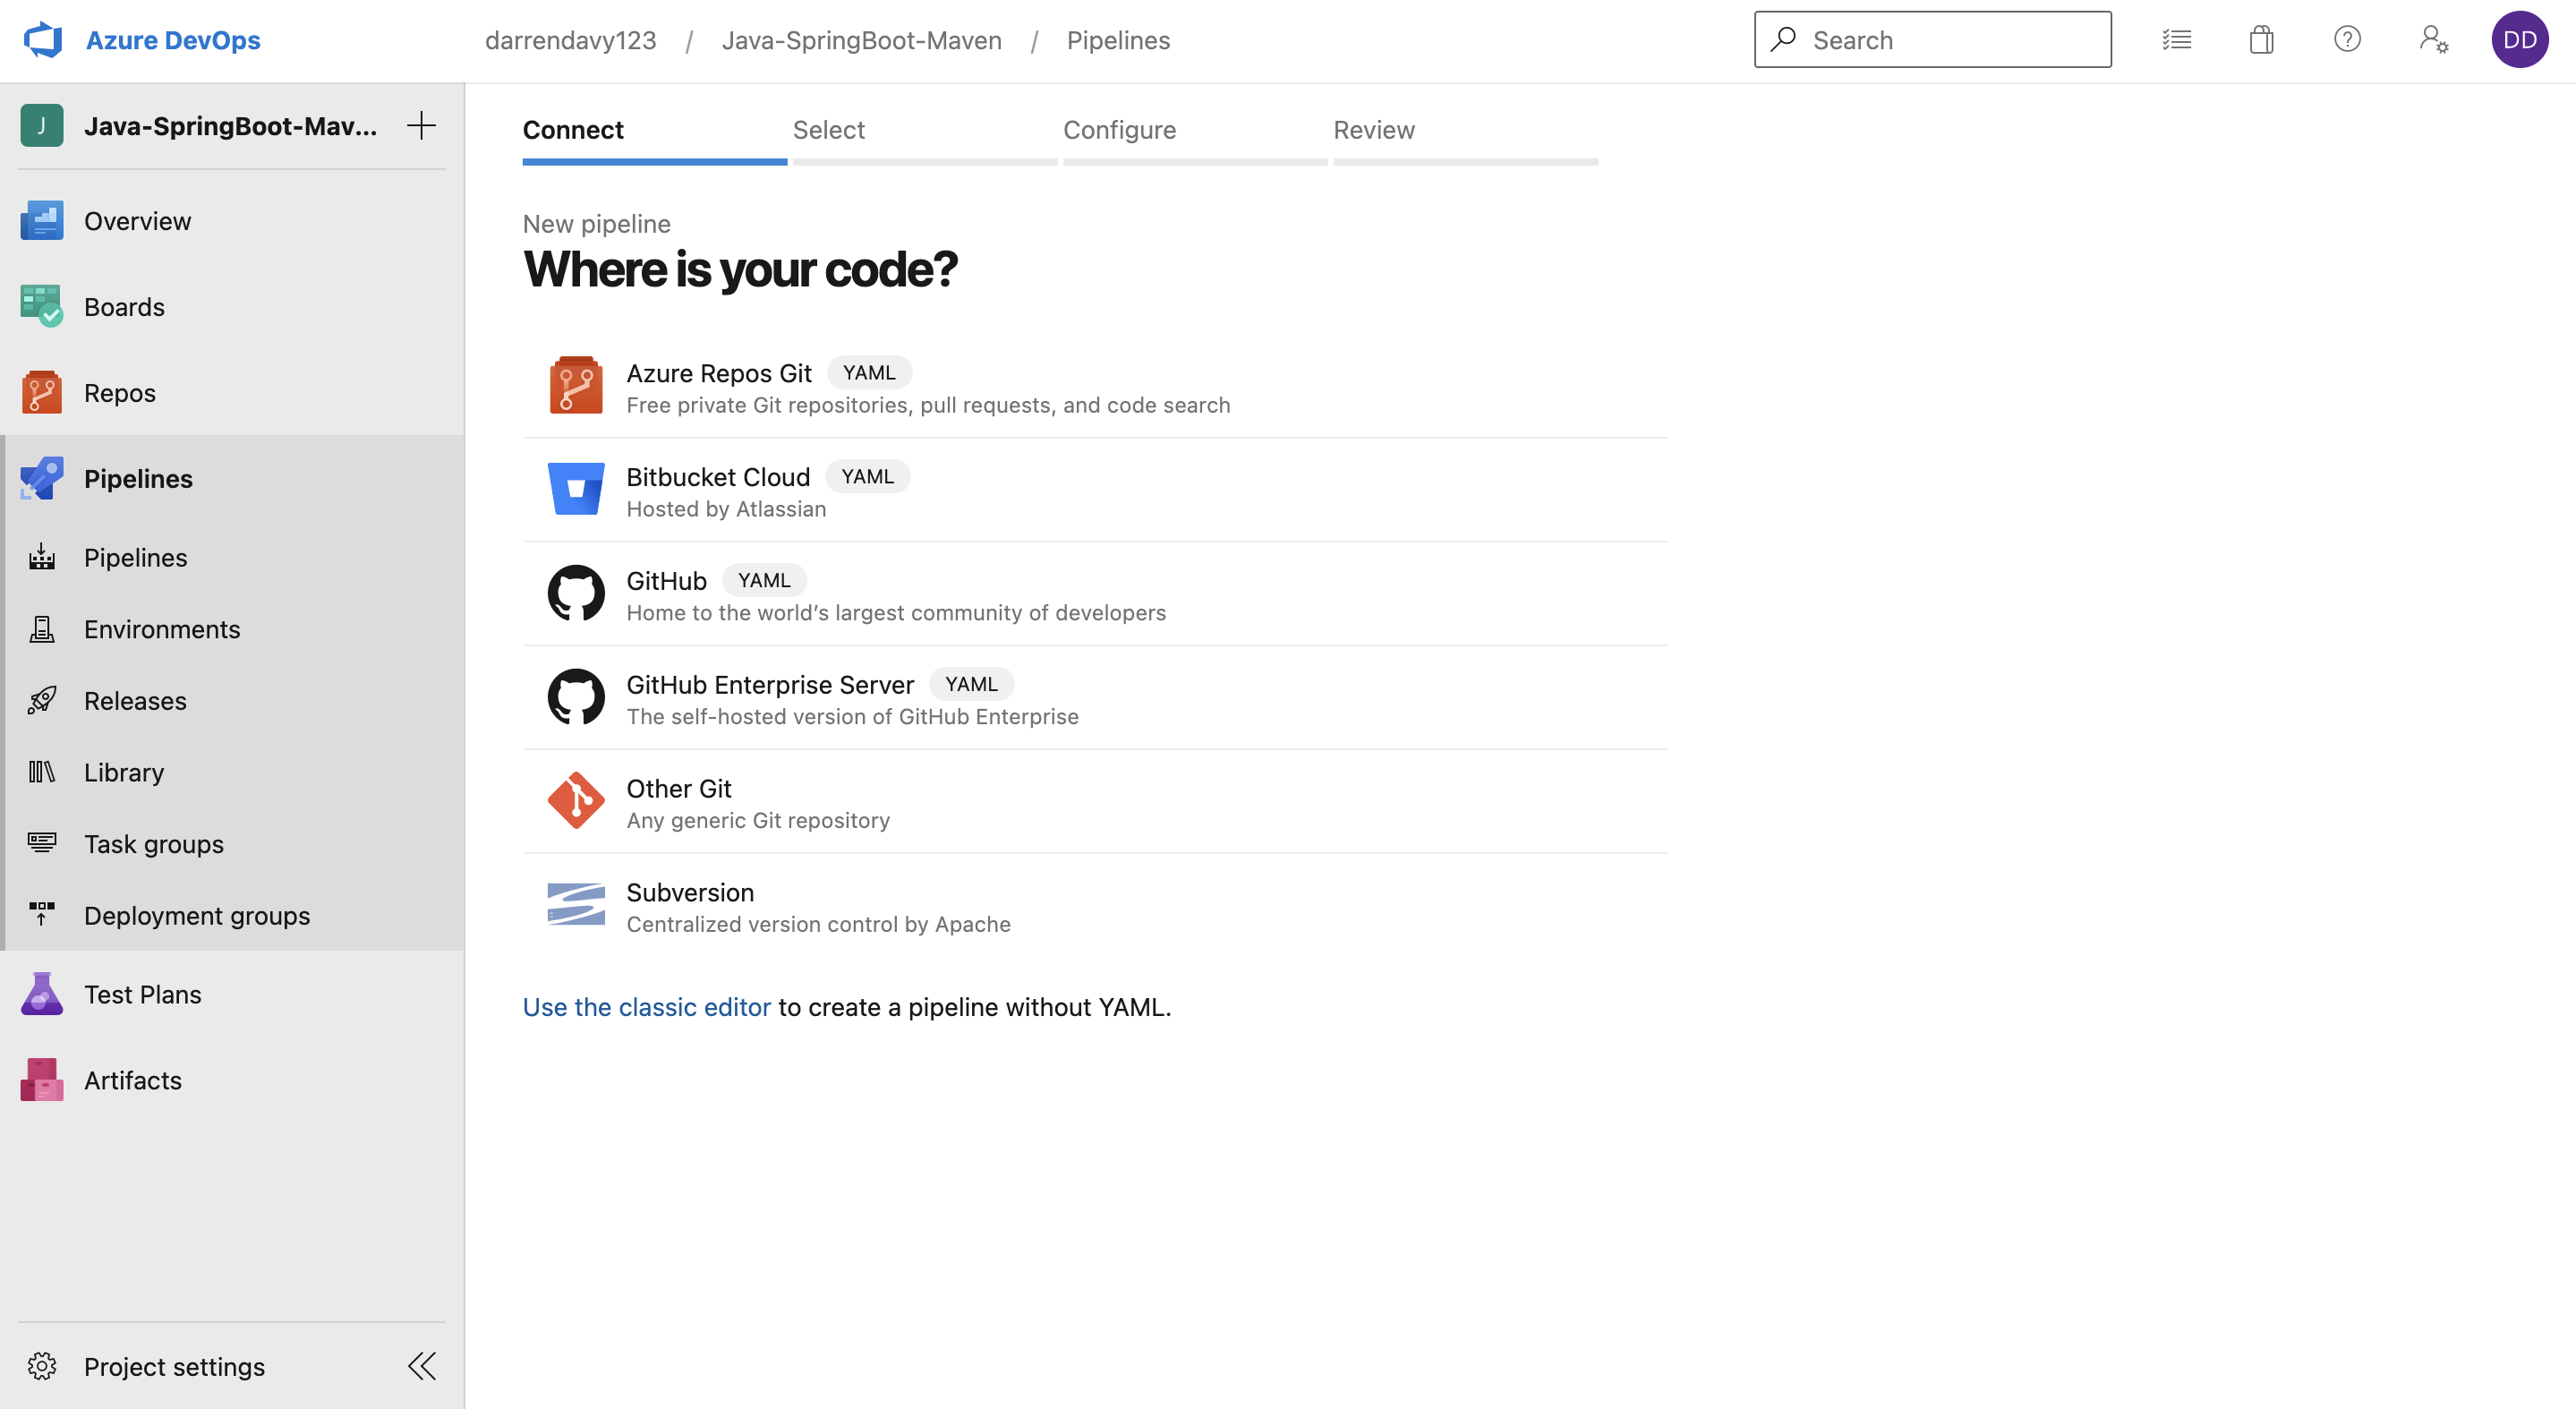 Azure DevOps
darrendavy123 / Java-SpringBoot-Maven / Pipelines
Search
DD
J
Java-SpringBoot-Mav...
Overview
Boards
Repos
Pipelines
Pipelines
Environments
Releases
Library
Task groups
Deployment groups
Test Plans
Artifacts
Project settings
Connect
Select
Configure
Review
New pipeline
Where is your code?
Azure Repos Git YAML
Free private Git repositories, pull requests, and code search
Bitbucket Cloud YAML
Hosted by Atlassian
GitHub YAML
Home to the world’s largest community of developers
GitHub Enterprise Server YAML
The self-hosted version of GitHub Enterprise
Other Git
Any generic Git repository
Subversion
Centralized version control by Apache
Use the classic editor to create a pipeline without YAML.